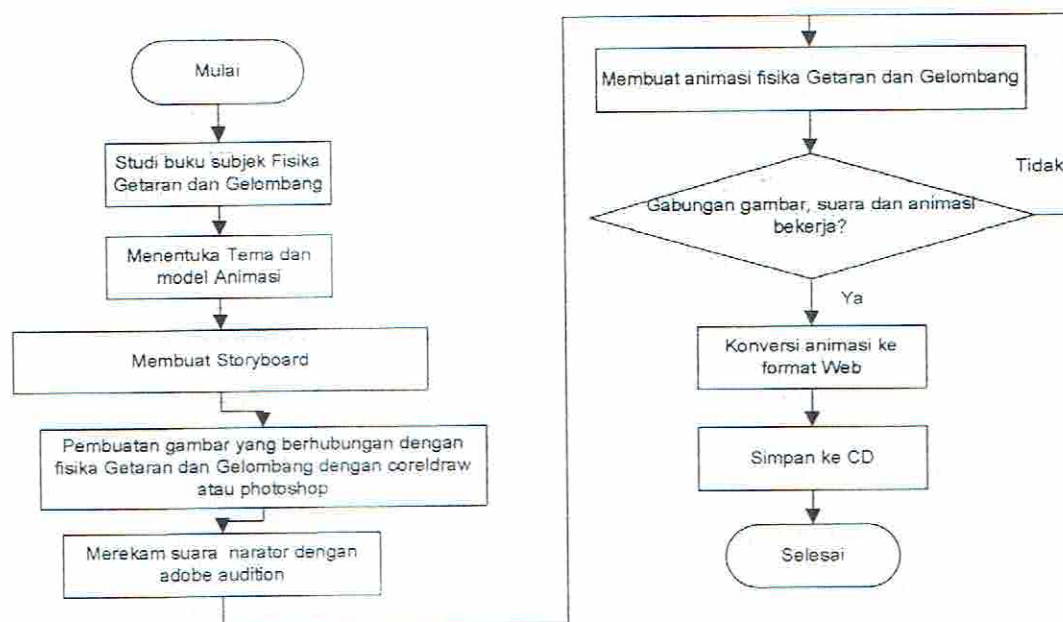 Mulai
Studi buku subjek Fisika
Getaran dan Gelombang
Menentuka Tema dan
model Animasi
Membuat Storyboard
Pembuatan gambar yang berhubungan dengan
fisika Getaran dan Gelombang dengan coreldraw
atau photoshop
Merekam suara narator dengan
adobe audition
Membuat animasi fisika Getaran dan Gelombang
Gabungan gambar, suara dan animasi
bekerja?
Tidak
Ya
Konversi animasi ke
format Web
Simpan ke CD
Selesai